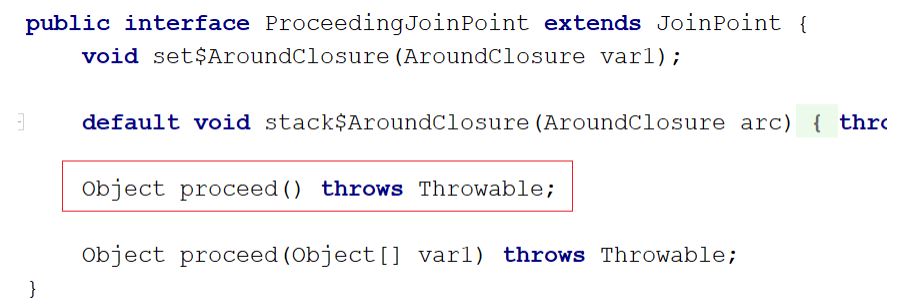 public interface ProceedingJoinPoint extends JoinPoint {
void set$AroundClosure(AroundClosure var1);
default void stack$AroundClosure(AroundClosure arc) { thro
Object proceed() throws Throwable;
Object proceed(Object[] var1) throws Throwable;
}